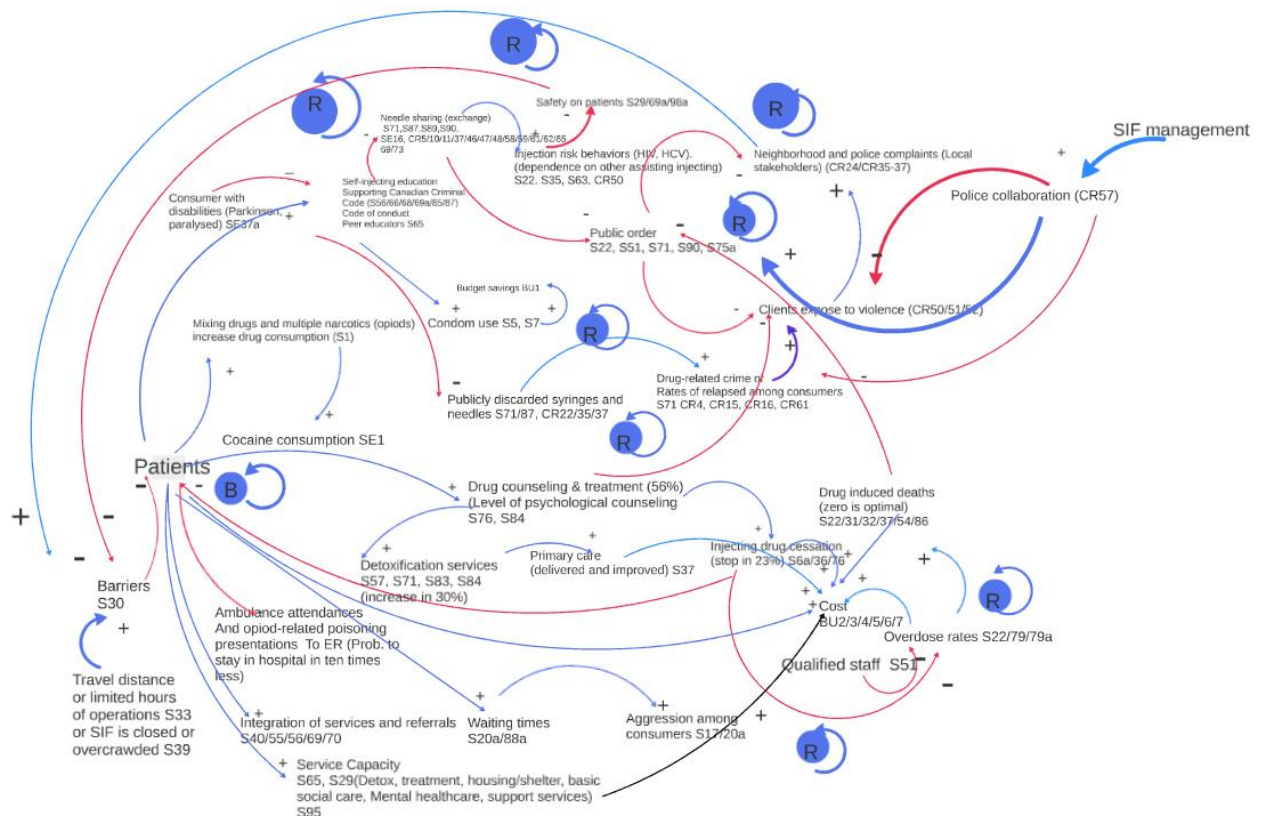 R
R
R
Safety on patients S29/69a/98a
Needle sharing (exchange)
S71,S87,S89,S90,
SE16, CR5/10/11/37/46/47/48/58/59/61/62/65
69/73
SIF management
Injection risk behaviors (HIV, HCV).
(dependence on other assisting injecting)
S22, S35, S63, CR50
Neighborhood and police complaints (Local
stakeholders) (CR24/CR35-37)
Police collaboration (CR57)
Self-injecting education
Supporting Canadian Criminal
Code (S56/66/68/69a/85/87)
Code of conduct
Peer educators S65
Consumer with
disabilities (Parkinson,
paralysed) SE37a
R
Public order
S22, S51, S71, S90, S75a
Budget savings BU1
Condom use S5, S7
Clients expose to violence (CR50/51/52)
Mixing drugs and multiple narcotics (opiods)
increase drug consumption (S1)
R
Drug-related crime or
Rates of relapsed among consumers
S71 CR4, CR15, CR16, CR61
Publicly discarded syringes and
needles S71/87, CR22/35/37
R
Cocaine consumption SE1
Patients
B
Drug counseling & treatment (56%)
(Level of psychological counseling
S76, S84
Drug induced deaths
(zero is optimal)
S22/31/32/37/54/86
Detoxification services
S57, S71, S83, S84
(increase in 30%)
Primary care
(delivered and improved) S37
Injecting drug cessation
(stop in 23%) S6a/36/76
Barriers
S30
Cost
BU2/3/4/5/6/7
R
Overdose rates S22/79/79a
Ambulance attendances
And opiod-related poisoning
presentations To ER (Prob. to
stay in hospital in ten times
less)
Qualified staff S51
Travel distance
or limited hours
of operations S33
or SIF is closed or
overcrawded S39
Integration of services and referrals
S40/55/56/69/70
Waiting times
S20a/88a
Aggression among
consumers S17/20a
R
Service Capacity
S65, S29(Detox, treatment, housing/shelter, basic
social care, Mental healthcare, support services)
S95